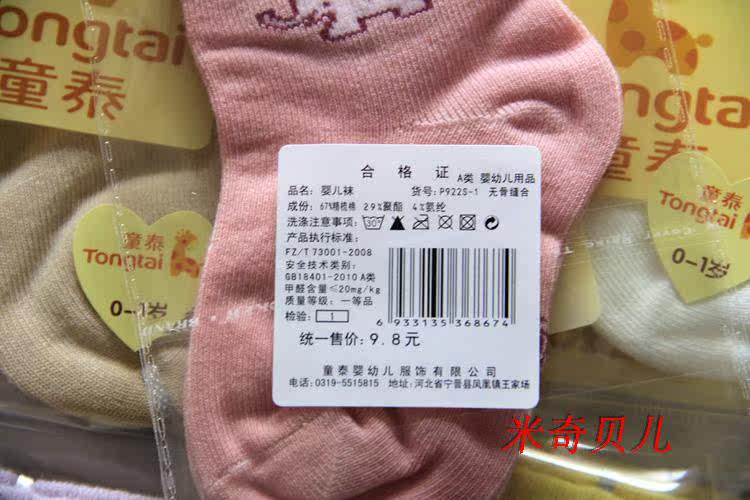 Tongtai
童泰
童泰
Tongtai
0-1岁
Tongtai
童泰
童泰
Tongtai
0-1岁
合格证 A类 婴幼儿用品
品名: 婴儿袜 货号: P922S-1 无骨缝合
成份: 67%精梳棉 29%聚酯 4%氨纶
洗涤注意事项: 30
产品执行标准:
FZ/T 73001-2008
安全技术类别:
GB18401-2010 A类
甲醛含量≤20mg/kg
质量等级: 一等品
检验: 1
6 933135 368674
统一售价: 9.8元
童泰婴幼儿服饰有限公司
电话: 0319-5515815 地址: 河北省宁晋县凤凰镇王家场
米奇贝儿